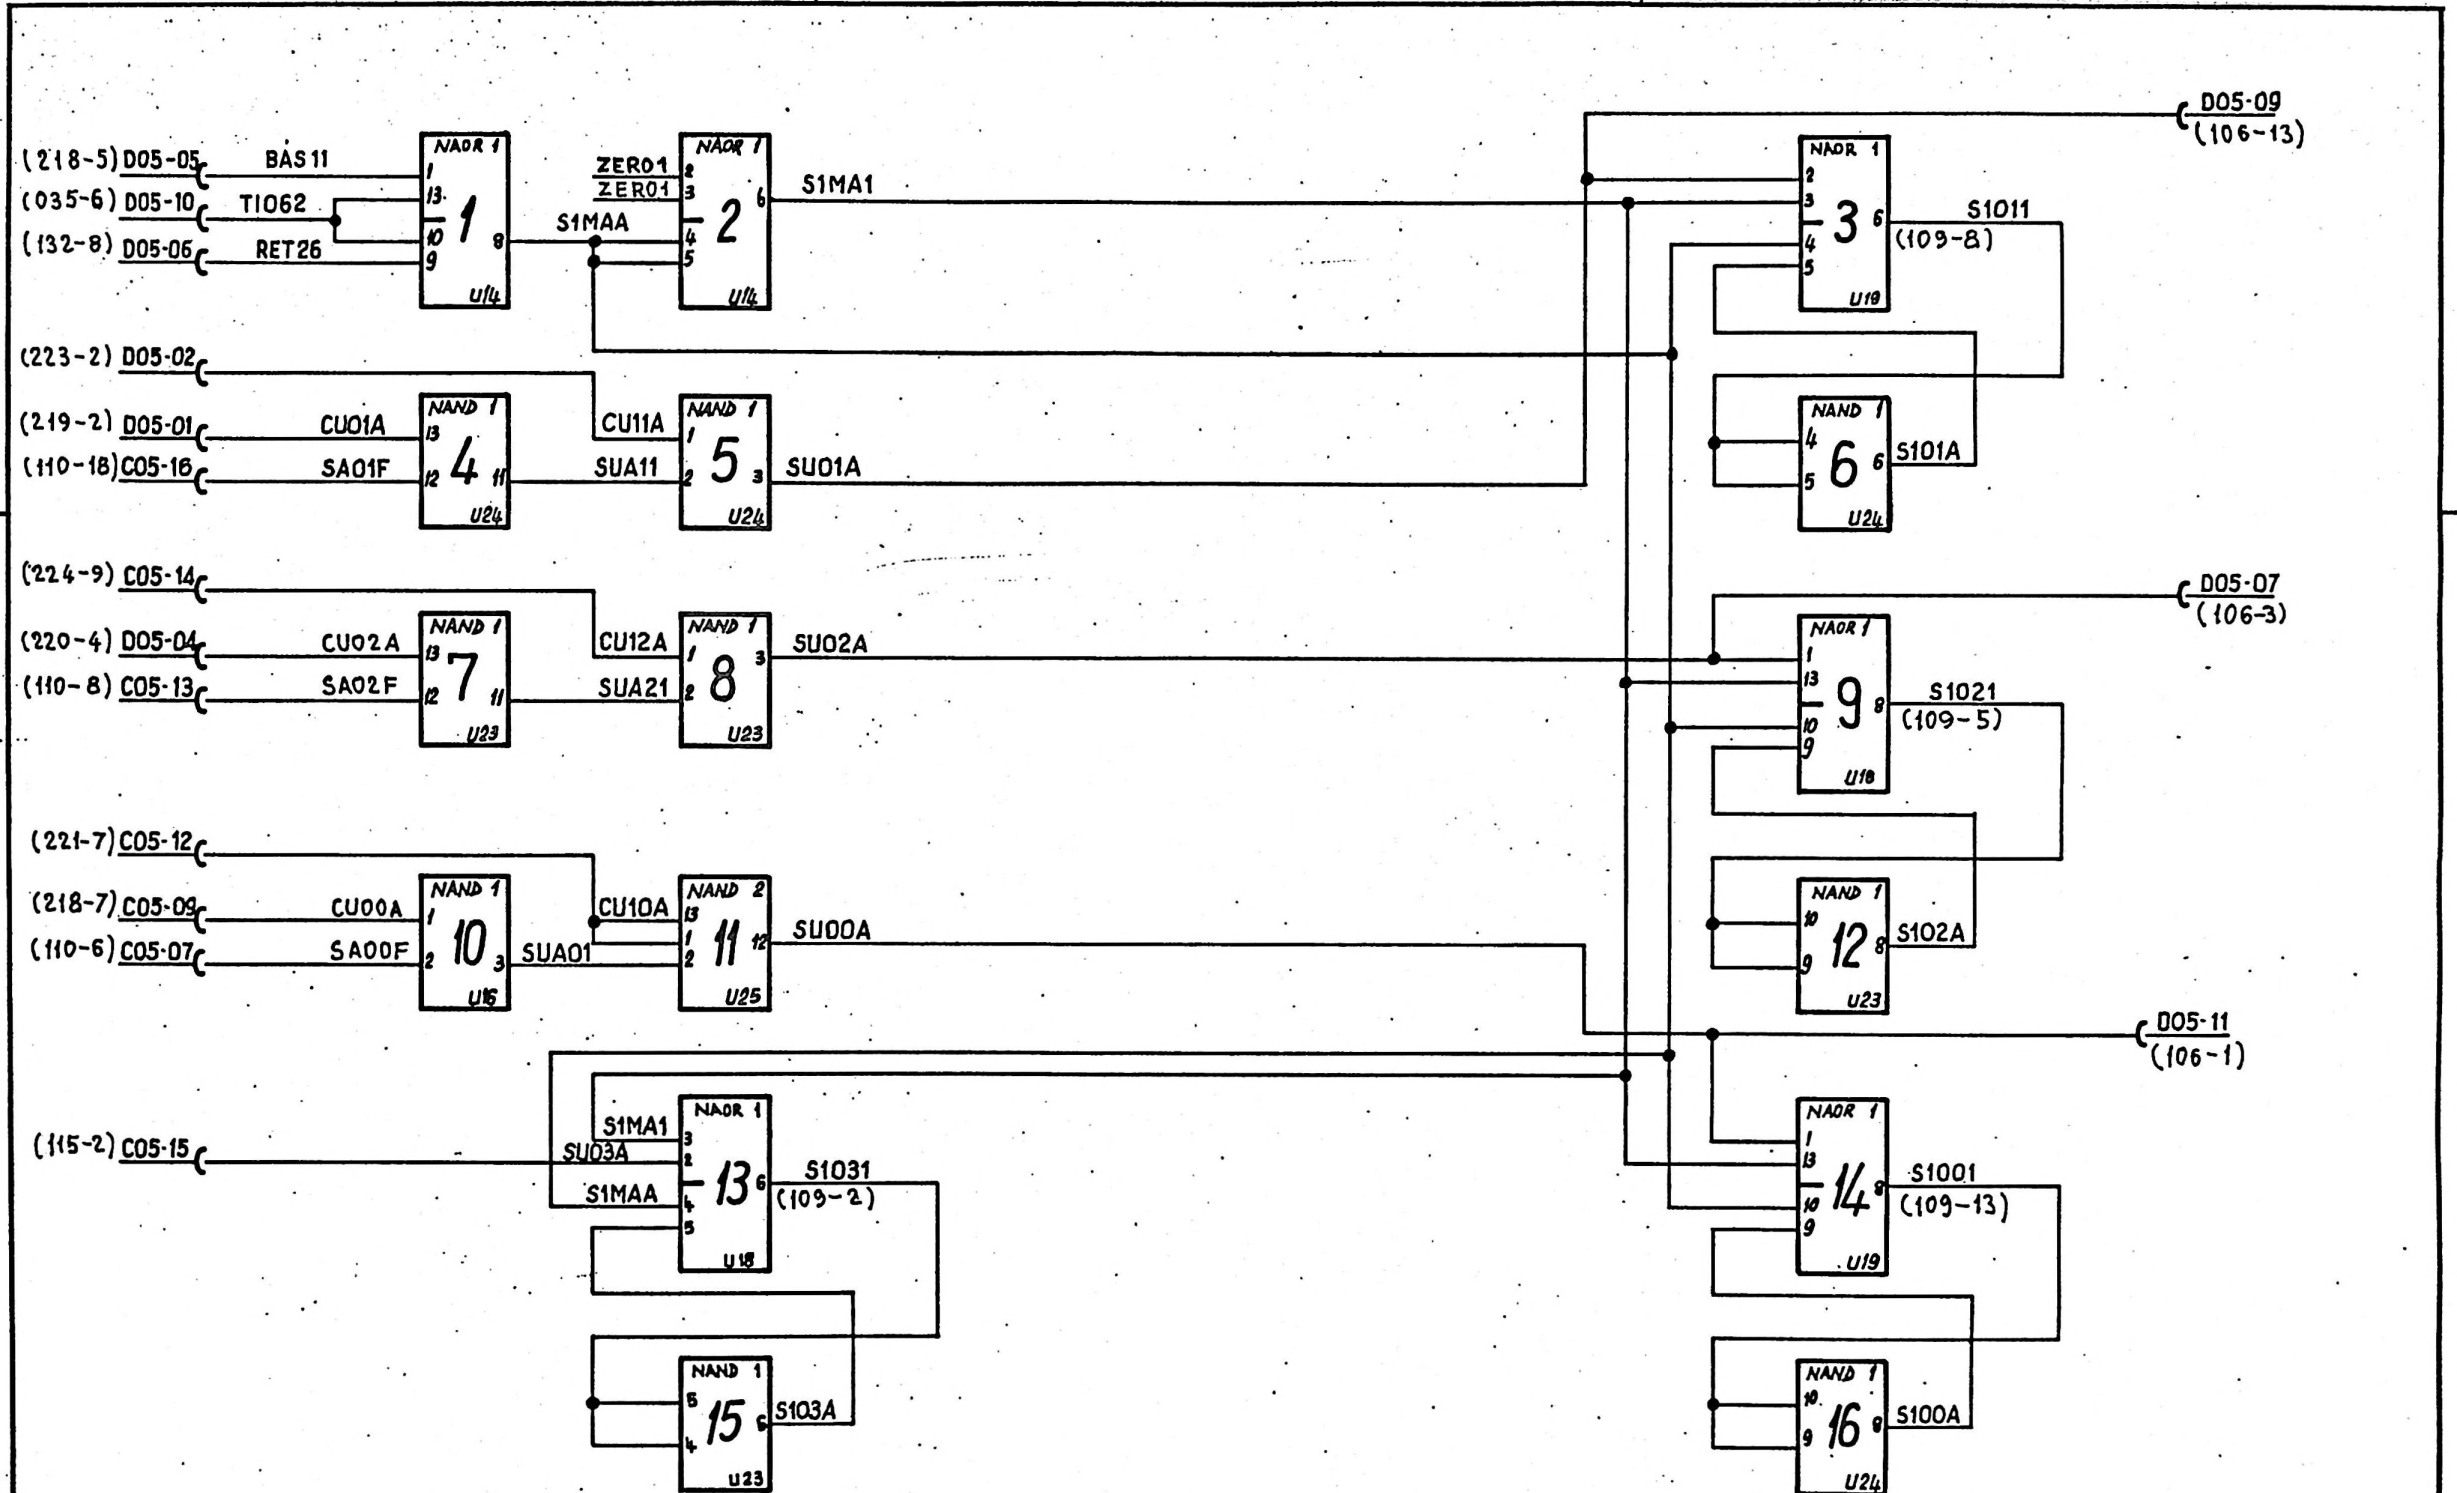 D05-09
(106-13)
(218-5) D05-05 BAS11
(035-6) D05-10 TI062
(132-8) D05-06 RET26
NAOR 1
1
13
10
9
1
8
U14
S1MAA
ZERO1
ZERO1
NAOR 1
2
3
4
5
2
6
U14
S1MA1
NAOR 1
2
3
4
5
3
6
U19
S1011
(109-8)
(223-2) D05-02
(219-2) D05-01 CU01A
(110-18) C05-16 SA01F
NAND 1
13
12
4
11
U24
CU11A
SUA11
NAND 1
1
2
5
3
U24
SU01A
NAND 1
4
5
6
6
U24
S101A
(224-9) C05-14
(220-4) D05-04 CU02A
(110-8) C05-13 SA02F
NAND 1
13
12
7
11
U23
CU12A
SUA21
NAND 1
1
2
8
3
U23
SU02A
D05-07
(106-3)
NAOR 1
1
13
10
9
9
8
U18
S1021
(109-5)
(221-7) C05-12
(218-7) C05-09 CU00A
(110-6) C05-07 SA00F
NAND 1
1
2
10
3
U16
CU10A
SUA01
NAND 2
13
1
2
11
12
U25
SU00A
NAND 1
10
9
12
8
U23
S102A
D05-11
(106-1)
(115-2) C05-15
S1MA1
SU03A
S1MAA
NAOR 1
3
2
4
5
13
6
U18
S1031
(109-2)
NAOR 1
1
13
10
9
14
8
U19
S1001
(109-13)
NAND 1
5
4
15
6
U23
S103A
NAND 1
10
9
16
8
U24
S100A